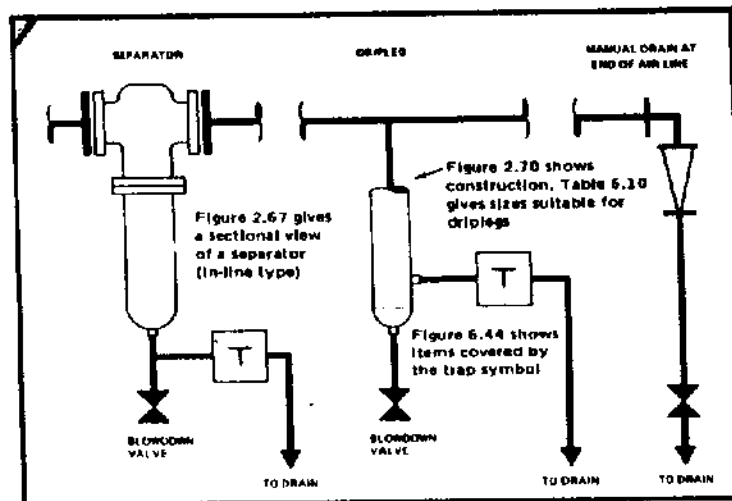 SEPARATOR
DRIPLEG
MANUAL DRAIN AT
END OF AIR LINE
Figure 2.67 gives
a sectional view
of a separator
(in-line type)
Figure 2.70 shows
construction. Table 6.10
gives sizes suitable for
driplegs
T
T
Figure 6.44 shows
items covered by
the trap symbol
BLOWDOWN
VALVE
TO DRAIN
BLOWDOWN
VALVE
TO DRAIN
TO DRAIN